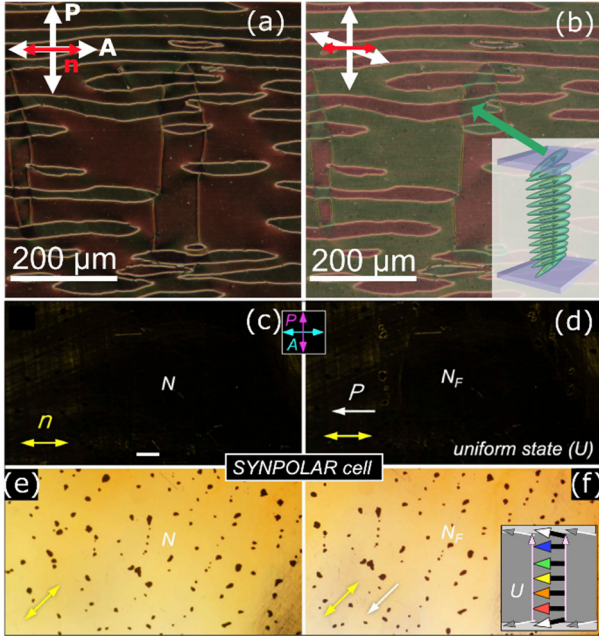 P
(a)
A
n
200 µm
(b)
200 µm
(c)
P
A
(d)
N
N_F
n
P
uniform state (U)
SYNPOLAR cell
(e)
N
(f)
N_F
U